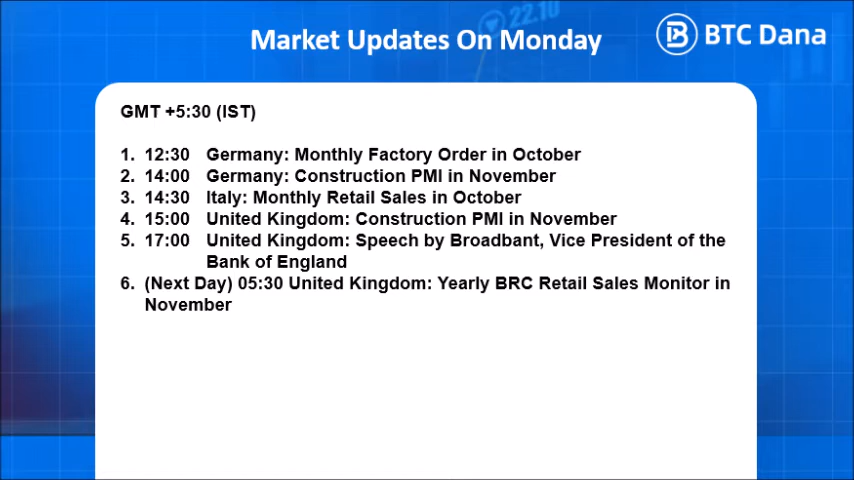 22.10
Market Updates On Monday
BTC Dana
GMT +5:30 (IST)
1. 12:30 Germany: Monthly Factory Order in October
2. 14:00 Germany: Construction PMI in November
3. 14:30 Italy: Monthly Retail Sales in October
4. 15:00 United Kingdom: Construction PMI in November
5. 17:00 United Kingdom: Speech by Broadbant, Vice President of the
Bank of England
6. (Next Day) 05:30 United Kingdom: Yearly BRC Retail Sales Monitor in
November